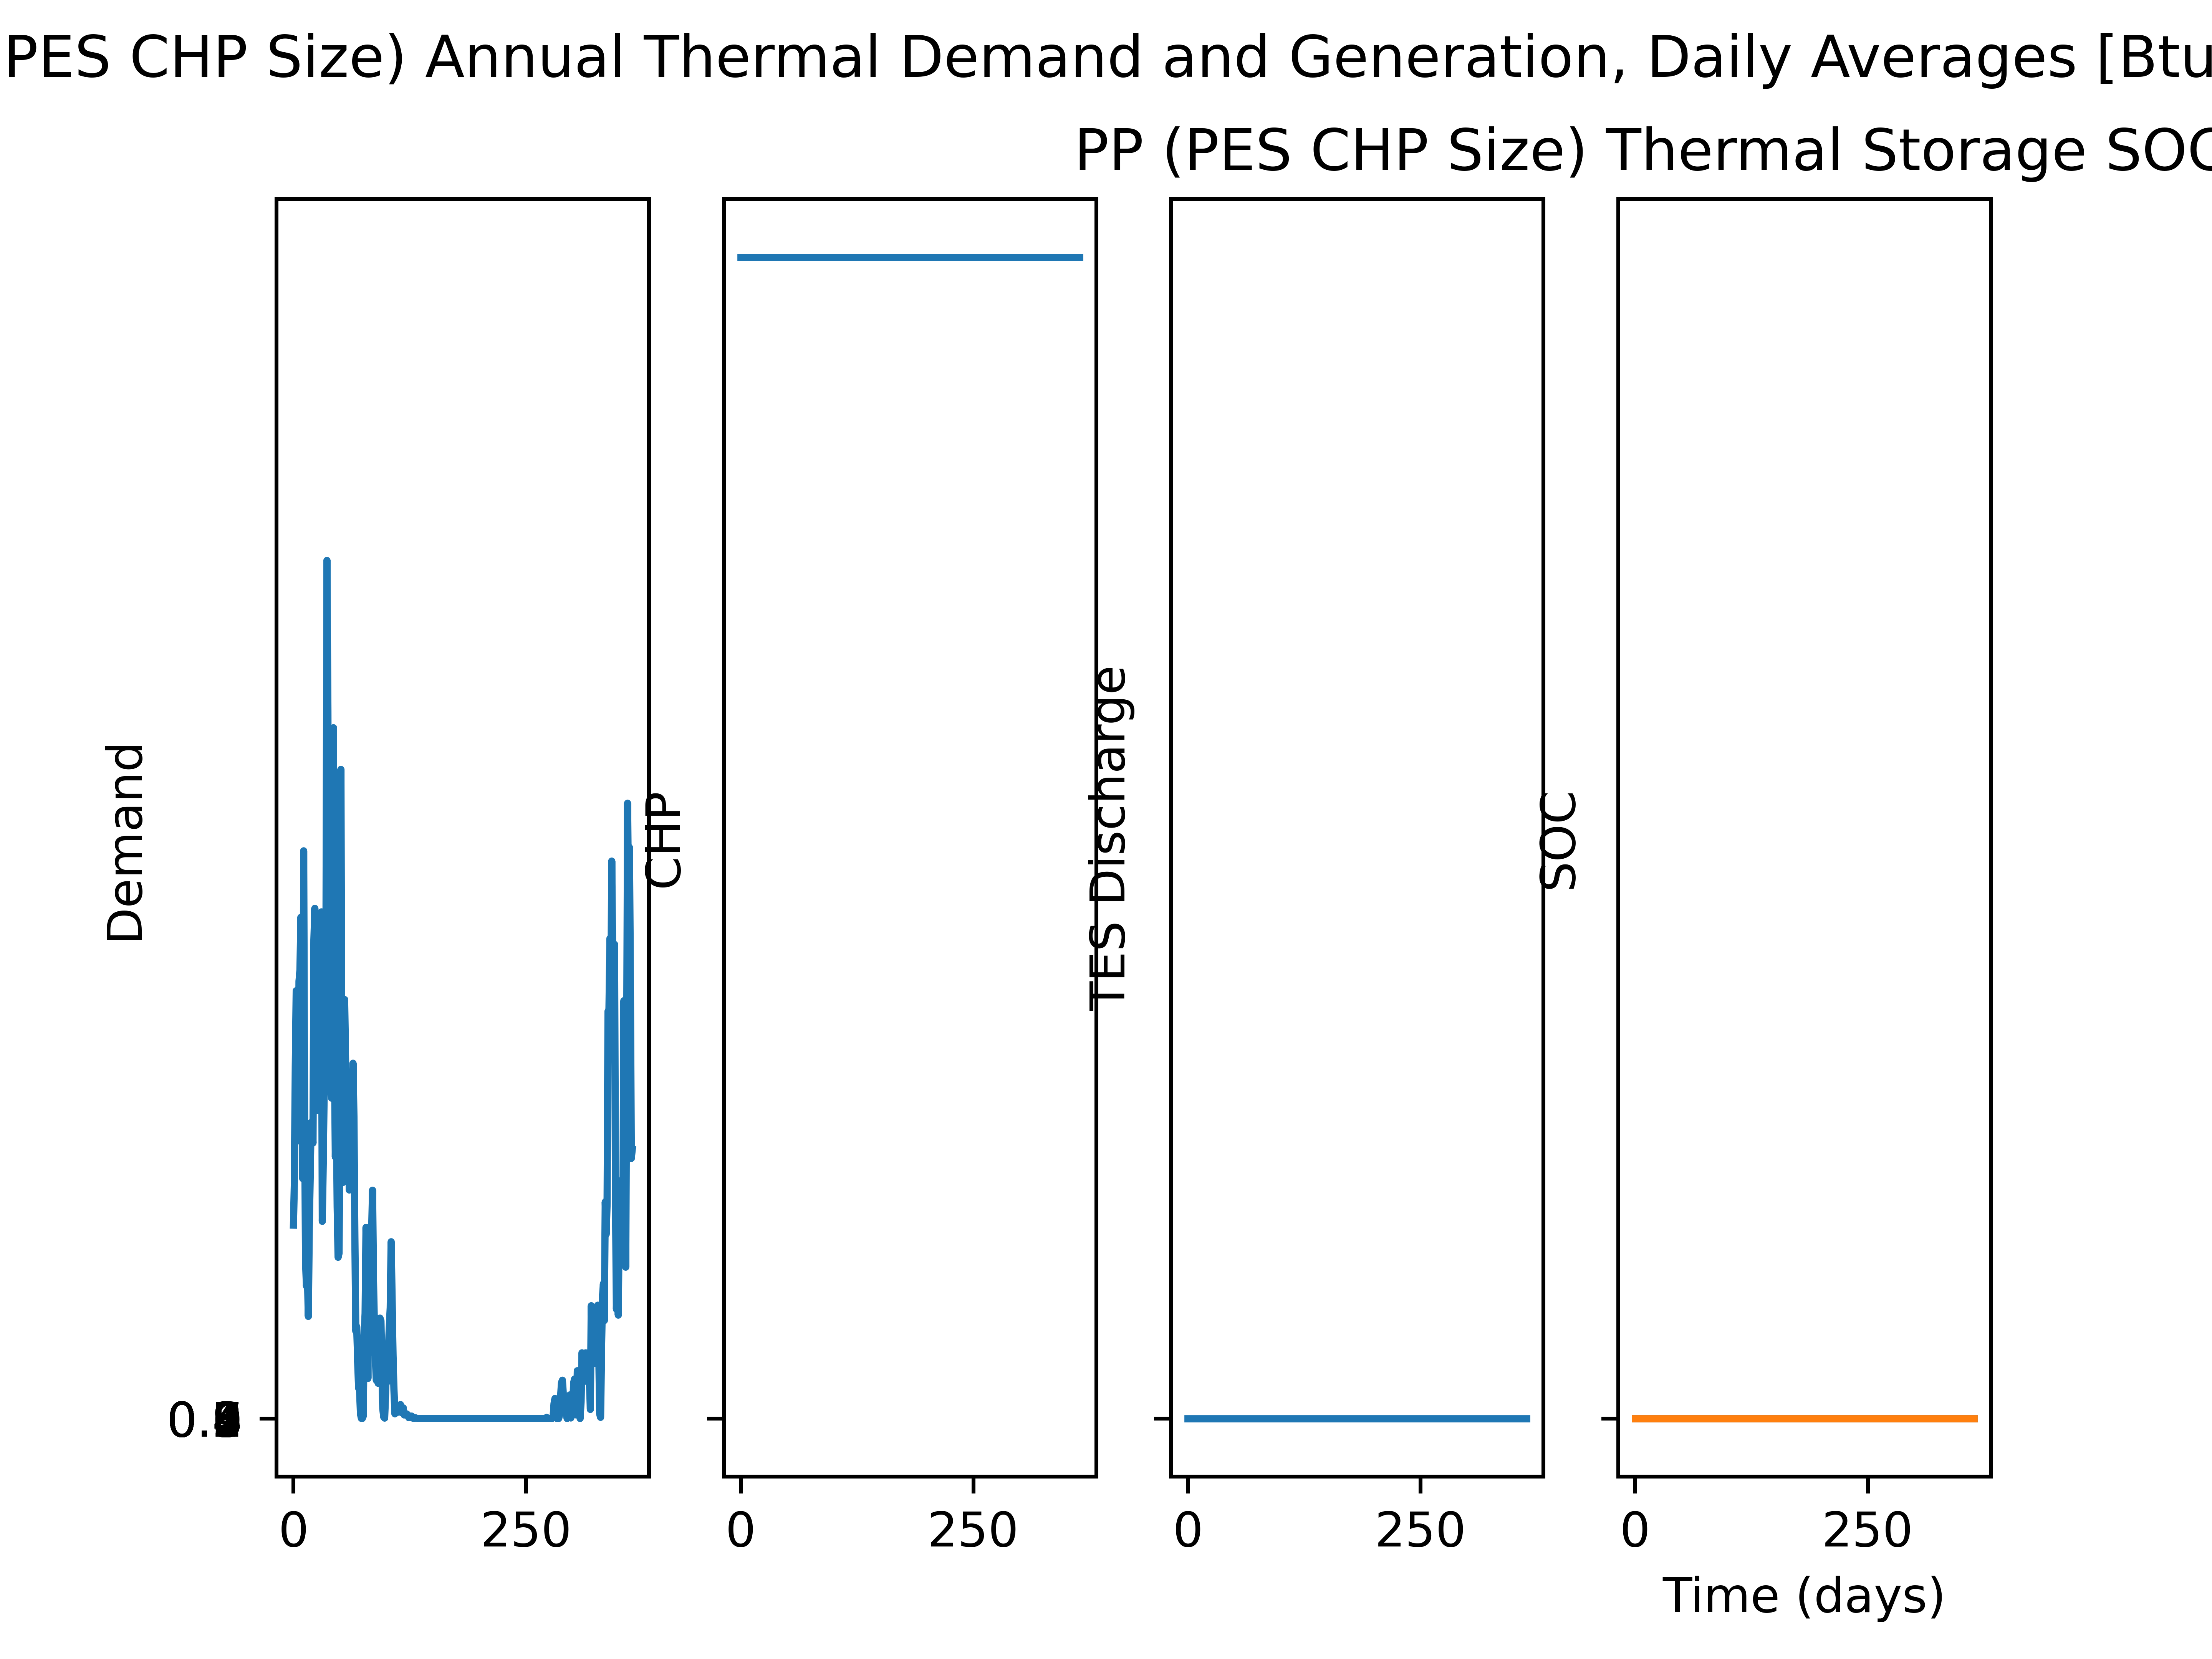 PES CHP Size) Annual Thermal Demand and Generation, Daily Averages [Btu
PP (PES CHP Size) Thermal Storage SOC
Demand
CHP
TES Discharge
SOC
0 250
0 250
0 250
0 250
Time (days)